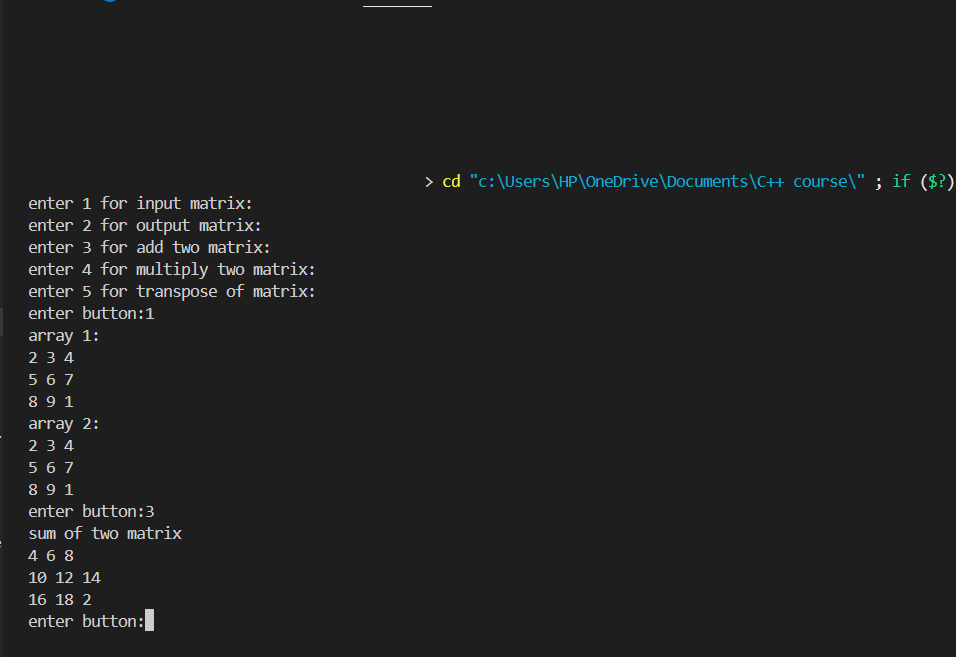 > cd "c:\Users\HP\OneDrive\Documents\C++ course\" ; if ($?)
enter 1 for input matrix:
enter 2 for output matrix:
enter 3 for add two matrix:
enter 4 for multiply two matrix:
enter 5 for transpose of matrix:
enter button:1
array 1:
2 3 4
5 6 7
8 9 1
array 2:
2 3 4
5 6 7
8 9 1
enter button:3
sum of two matrix
4 6 8
10 12 14
16 18 2
enter button: